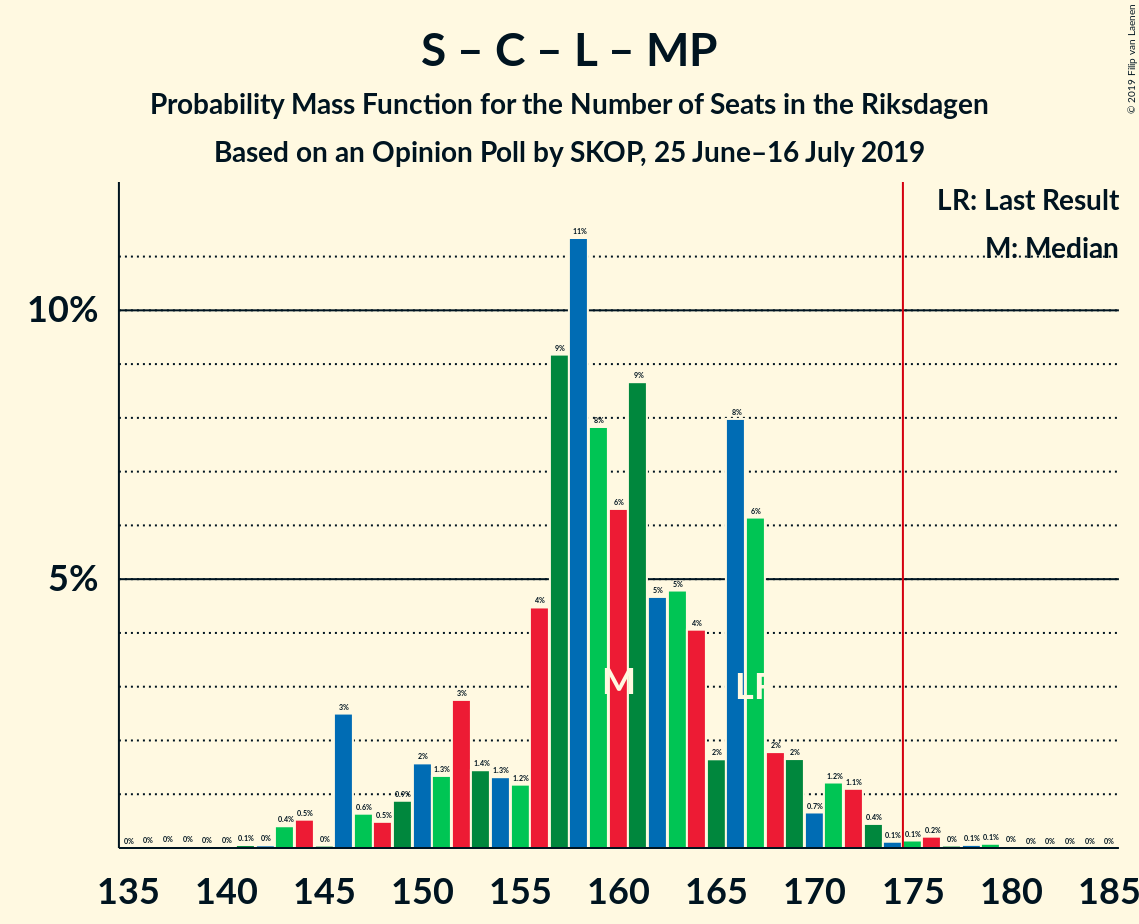 S – C – L – MP
Probability Mass Function for the Number of Seats in the Riksdagen
Based on an Opinion Poll by SKOP, 25 June–16 July 2019
© 2019 Filip van Laenen
LR: Last Result
M: Median
10%
5%
0% 0% 0% 0% 0% 0% 0.1% 0% 0.4% 0.5% 0% 3% 0.6% 0.5% 0.9% 2% 1.3% 3% 1.4% 1.3% 1.2% 4% 9% 11% 8% 6% 9% 5% 5% 4% 2% 8% 6% 2% 2% 0.7% 1.2% 1.1% 0.4% 0.1% 0.1% 0.2% 0% 0.1% 0.1% 0% 0% 0% 0% 0% 0%
M LR
135 140 145 150 155 160 165 170 175 180 185